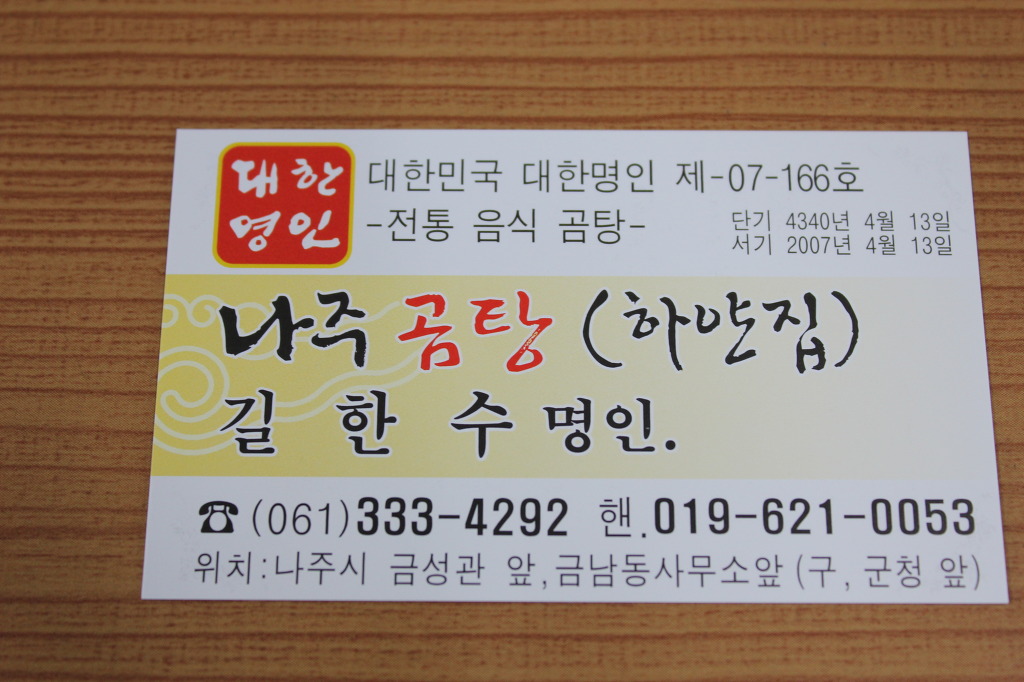 대한
명인
대한민국 대한명인 제-07-166호
-전통 음식 곰탕-
단기 4340년 4월 13일
서기 2007년 4월 13일
나주곰탕 (하얀집)
길 한 수 명인.
☎(061)333-4292 핸.019-621-0053
위치:나주시 금성관 앞,금남동사무소앞 (구, 군청 앞)